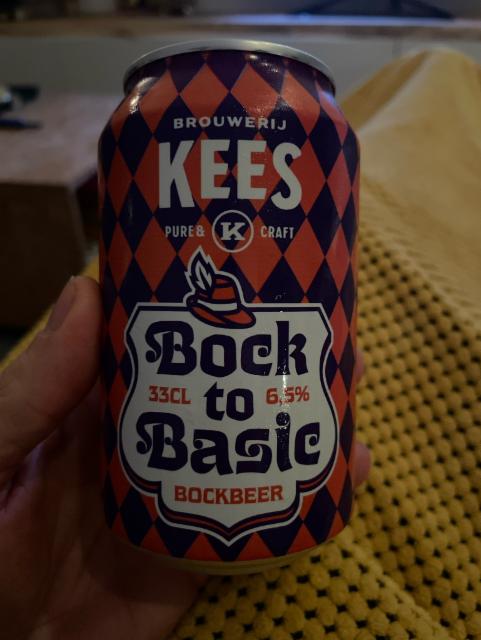 BROUWERIJ
KEES
PURE & K CRAFT
Bock
33CL to 6,5%
Basic
BOCKBEER